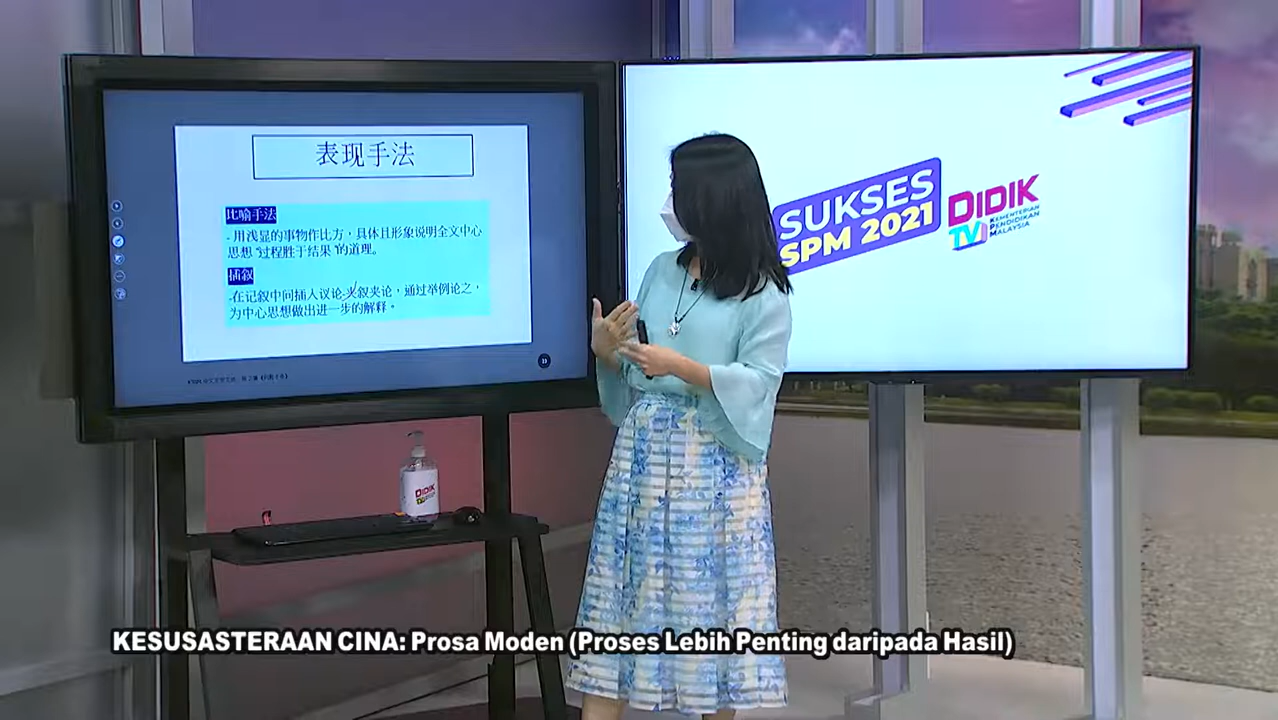 表现手法
比喻手法
- 用浅显的事物作比方，具体且形象说明全文中心
思想“过程胜于结果”的道理。
插叙
-在记叙中间插入议论-夹叙夹论，通过举例论之，
为中心思想做出进一步的解释。
SUKSES
SPM 2021
DIDIK
TV
KEMENTERIAN
PENDIDIKAN
MALAYSIA
DIDIK
KESUSASTERAAN CINA: Prosa Moden (Proses Lebih Penting daripada Hasil)